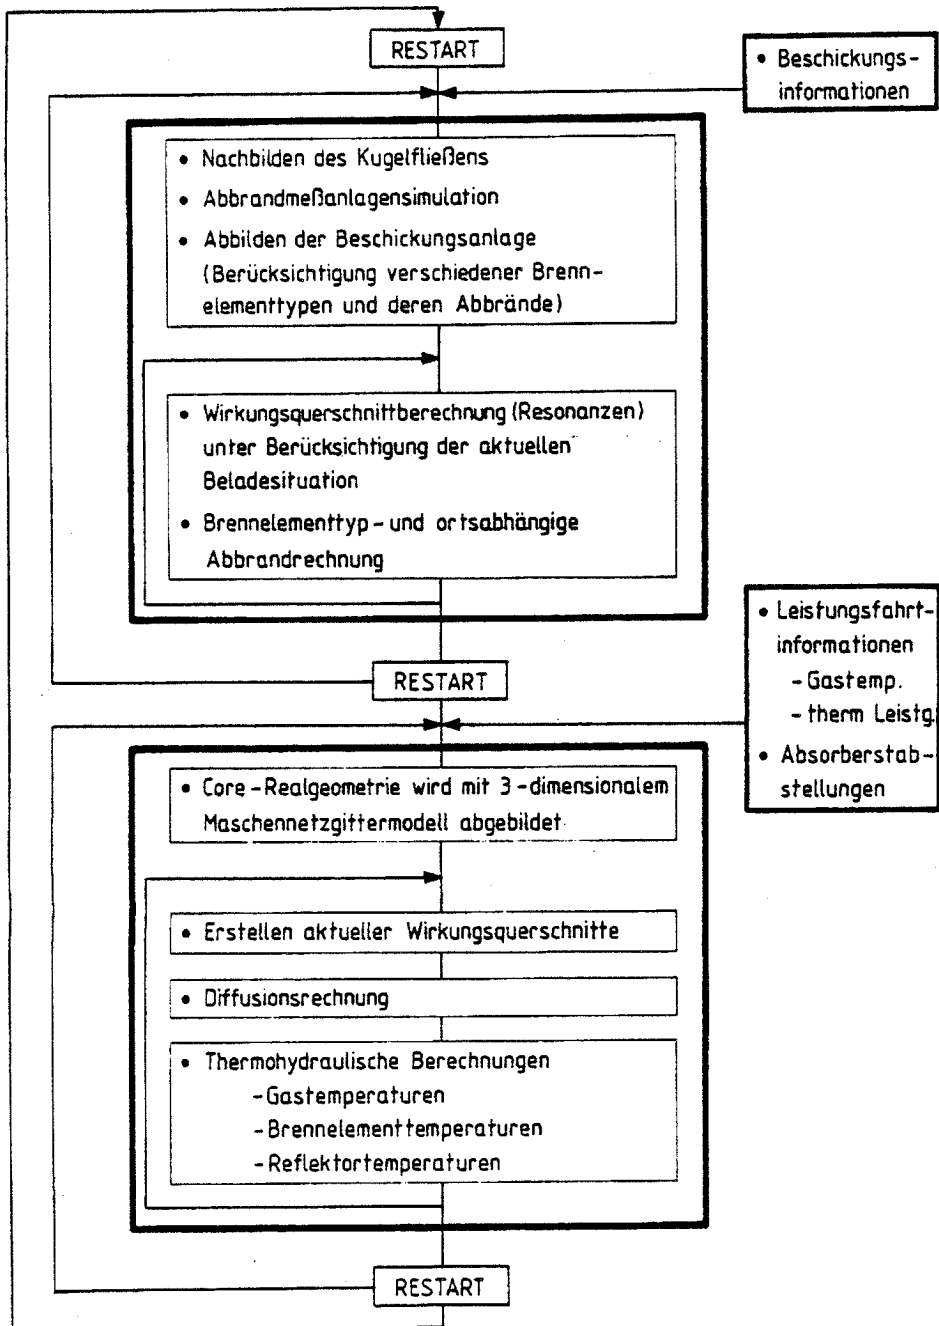 RESTART
• Beschickungs-
informationen
• Nachbilden des Kugelfließens
• Abbrandmeßanlagensimulation
• Abbilden der Beschickungsanlage
(Berücksichtigung verschiedener Brenn-
elementtypen und deren Abbrände)
• Wirkungsquerschnittberechnung (Resonanzen)
unter Berücksichtigung der aktuellen
Beladesituation
• Brennelementtyp- und ortsabhängige
Abbrandrechnung
RESTART
• Leistungsfahrt-
informationen
- Gastemp.
- therm Leistg.
• Absorberstab-
stellungen
• Core-Realgeometrie wird mit 3-dimensionalem
Maschennetzgittermodell abgebildet
• Erstellen aktueller Wirkungsquerschnitte
• Diffusionsrechnung
• Thermohydraulische Berechnungen
- Gastemperaturen
- Brennelementtemperaturen
- Reflektortemperaturen
RESTART